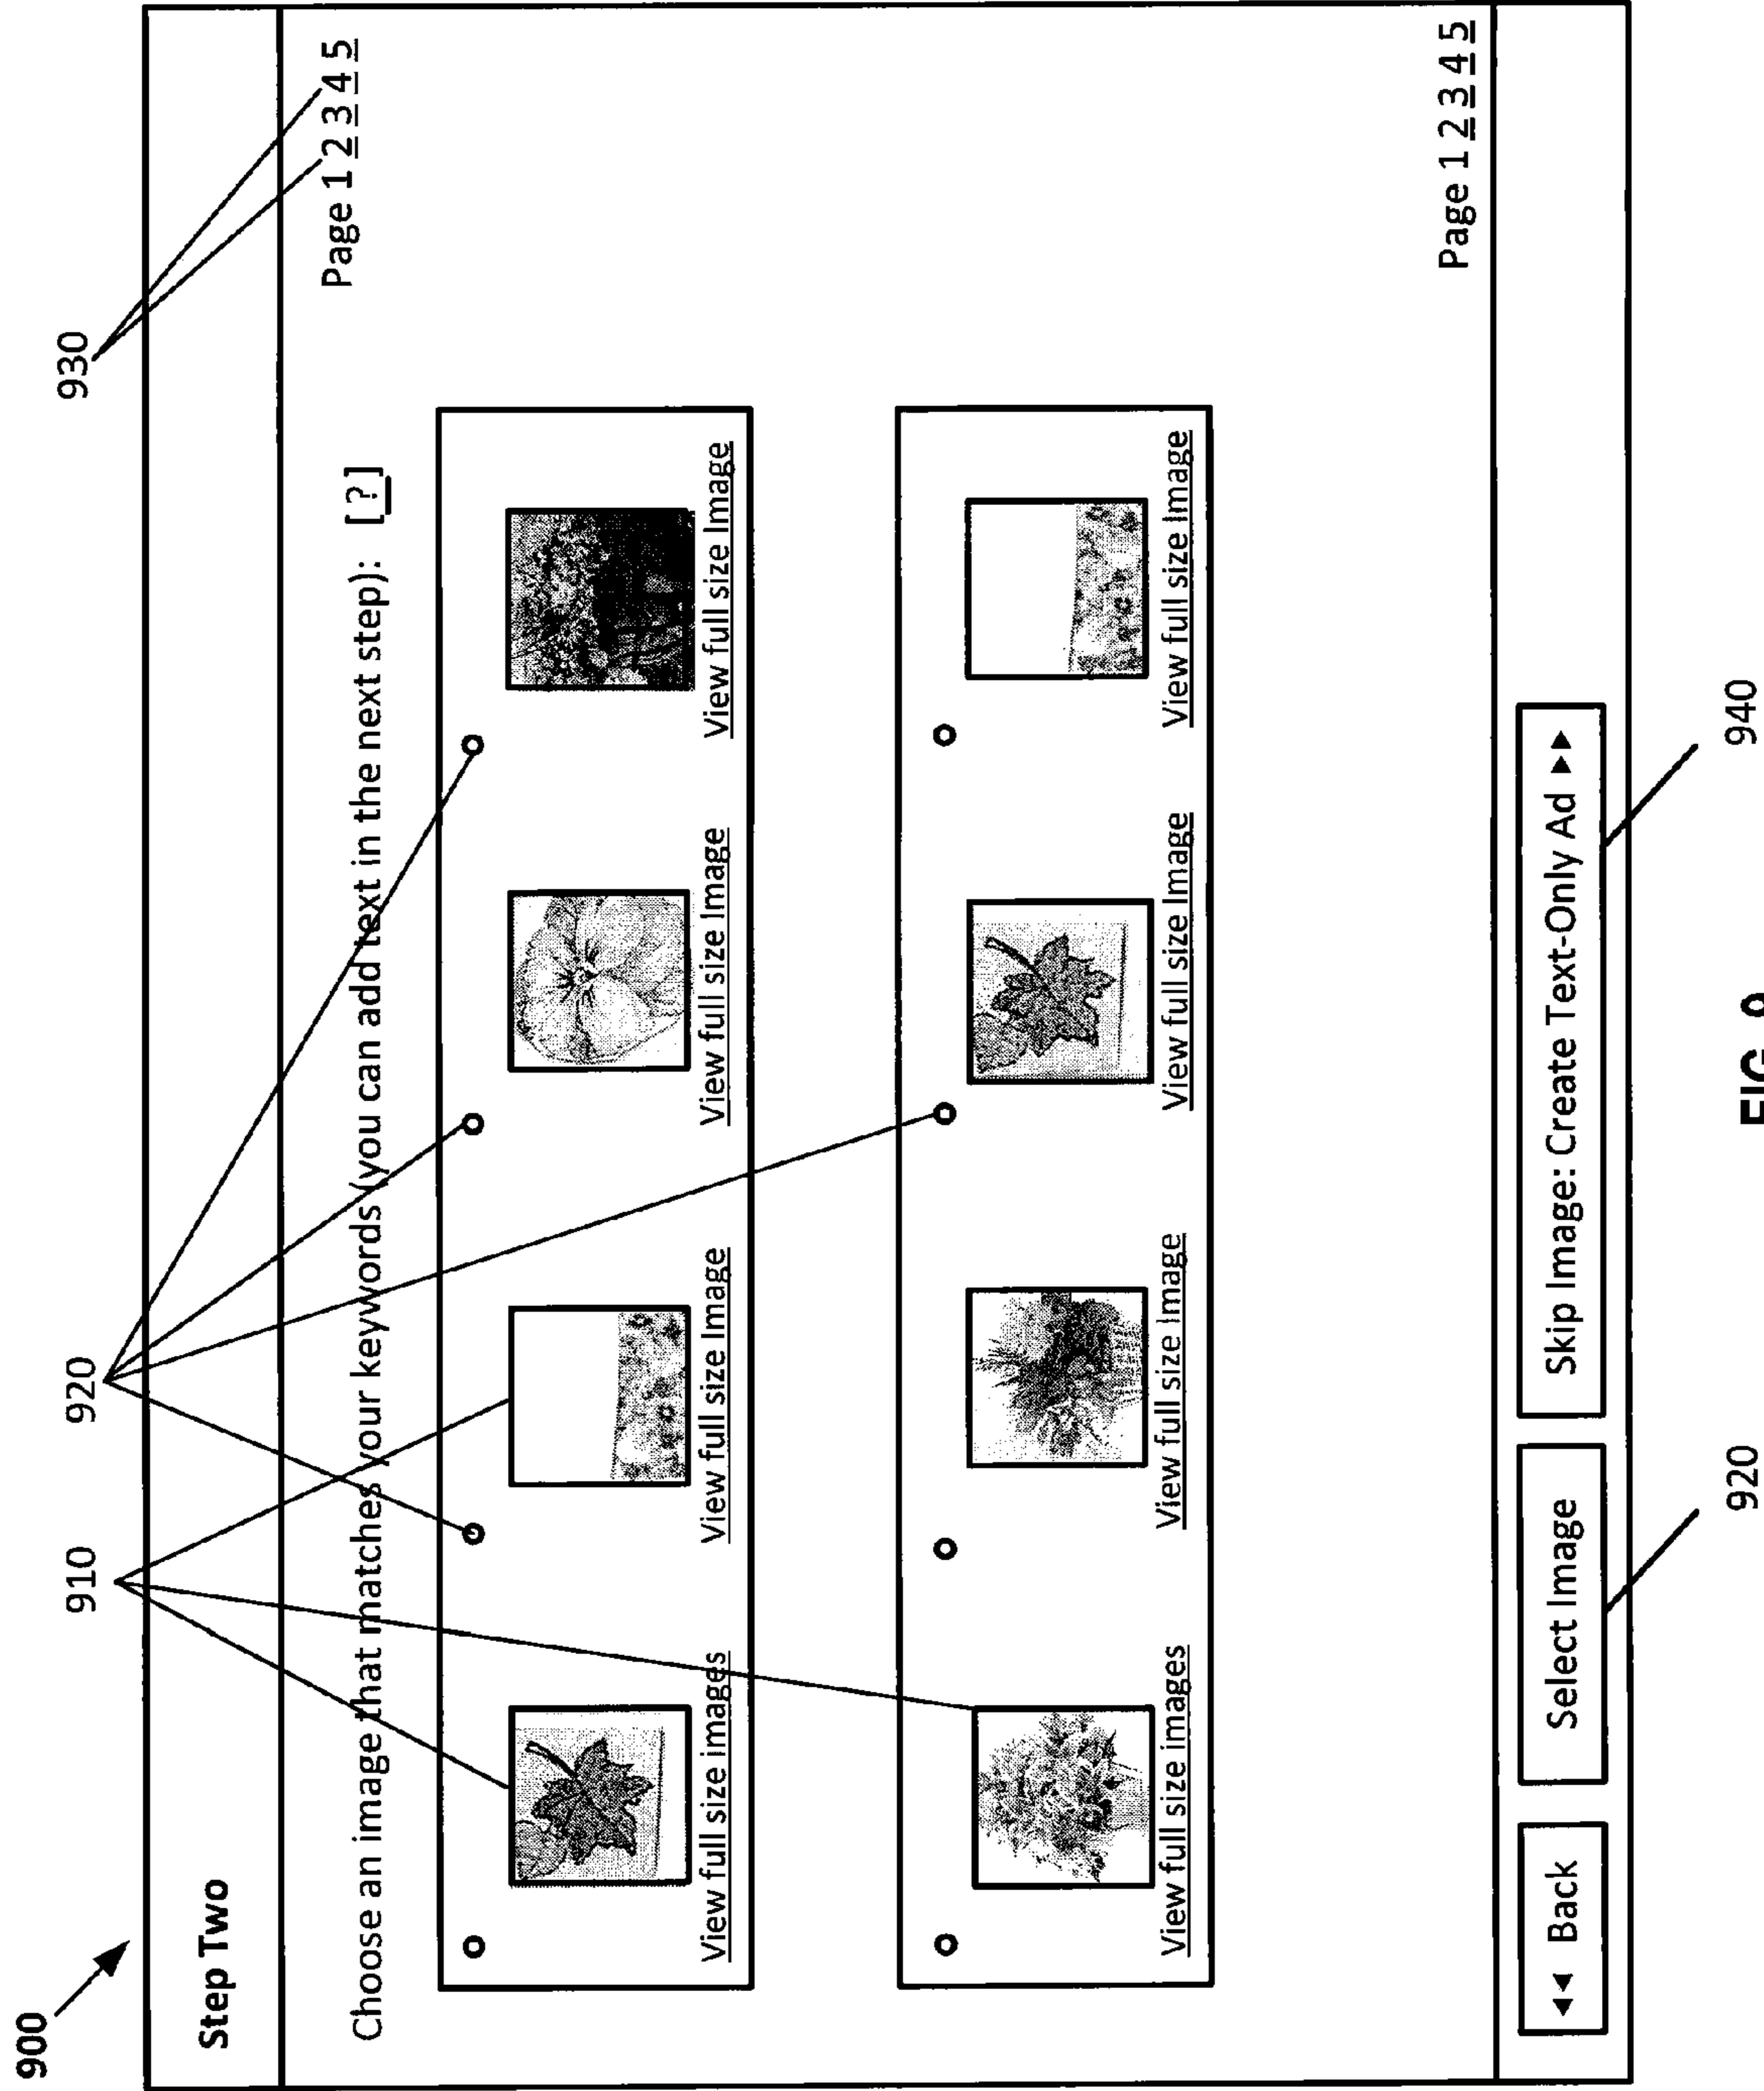 900
910
920
930
Step Two
Page 1 2 3 4 5
Choose an image that matches your keywords (you can add text in the next step): [?]
View full size images
View full size Image
View full size Image
View full size Image
View full size images
View full size Image
View full size Image
View full size Image
Page 1 2 3 4 5
◄◄ Back
Select Image
Skip Image: Create Text-Only Ad ►►
920
940